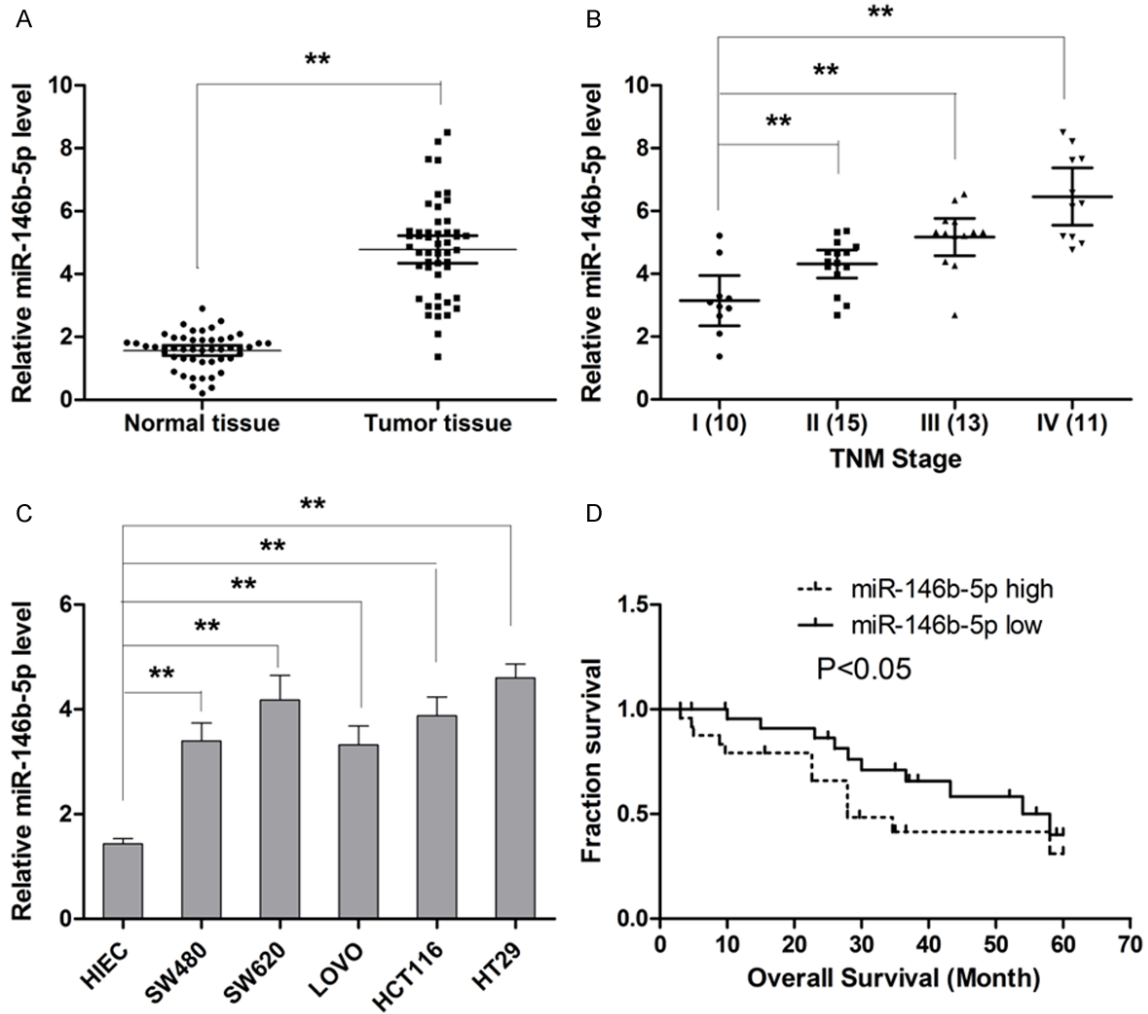 A
**
Relative miR-146b-5p level
10
8
6
4
2
0
Normal tissue
Tumor tissue
B
**
**
**
Relative miR-146b-5p level
10
8
6
4
2
0
I (10)
II (15)
III (13)
IV (11)
TNM Stage
C
**
**
**
**
**
Relative miR-146b-5p level
6
4
2
0
HIEC
SW480
SW620
LOVO
HCT116
HT29
D
miR-146b-5p high
miR-146b-5p low
P<0.05
Fraction survival
1.5
1.0
0.5
0.0
0 10 20 30 40 50 60 70
Overall Survival (Month)